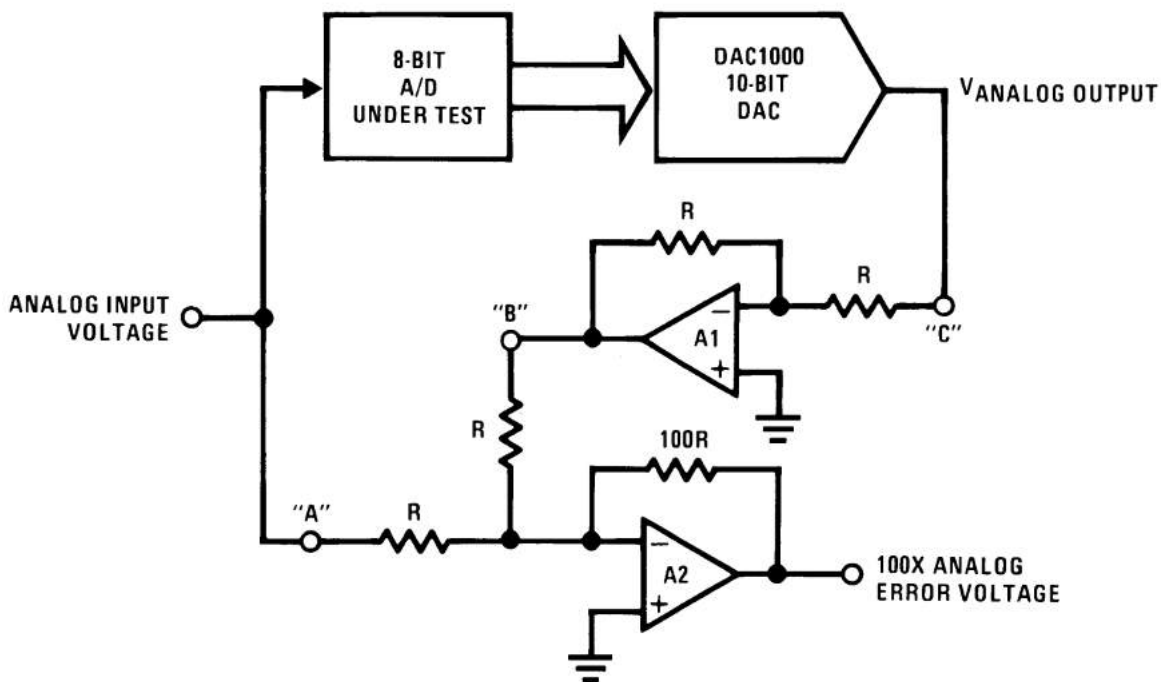 8-BIT
A/D
UNDER TEST
DAC1000
10-BIT
DAC
VANALOG OUTPUT
R
R
ANALOG INPUT
VOLTAGE
"B"
A1
−
+
"C"
R
100R
"A"
R
−
A2
+
100X ANALOG
ERROR VOLTAGE